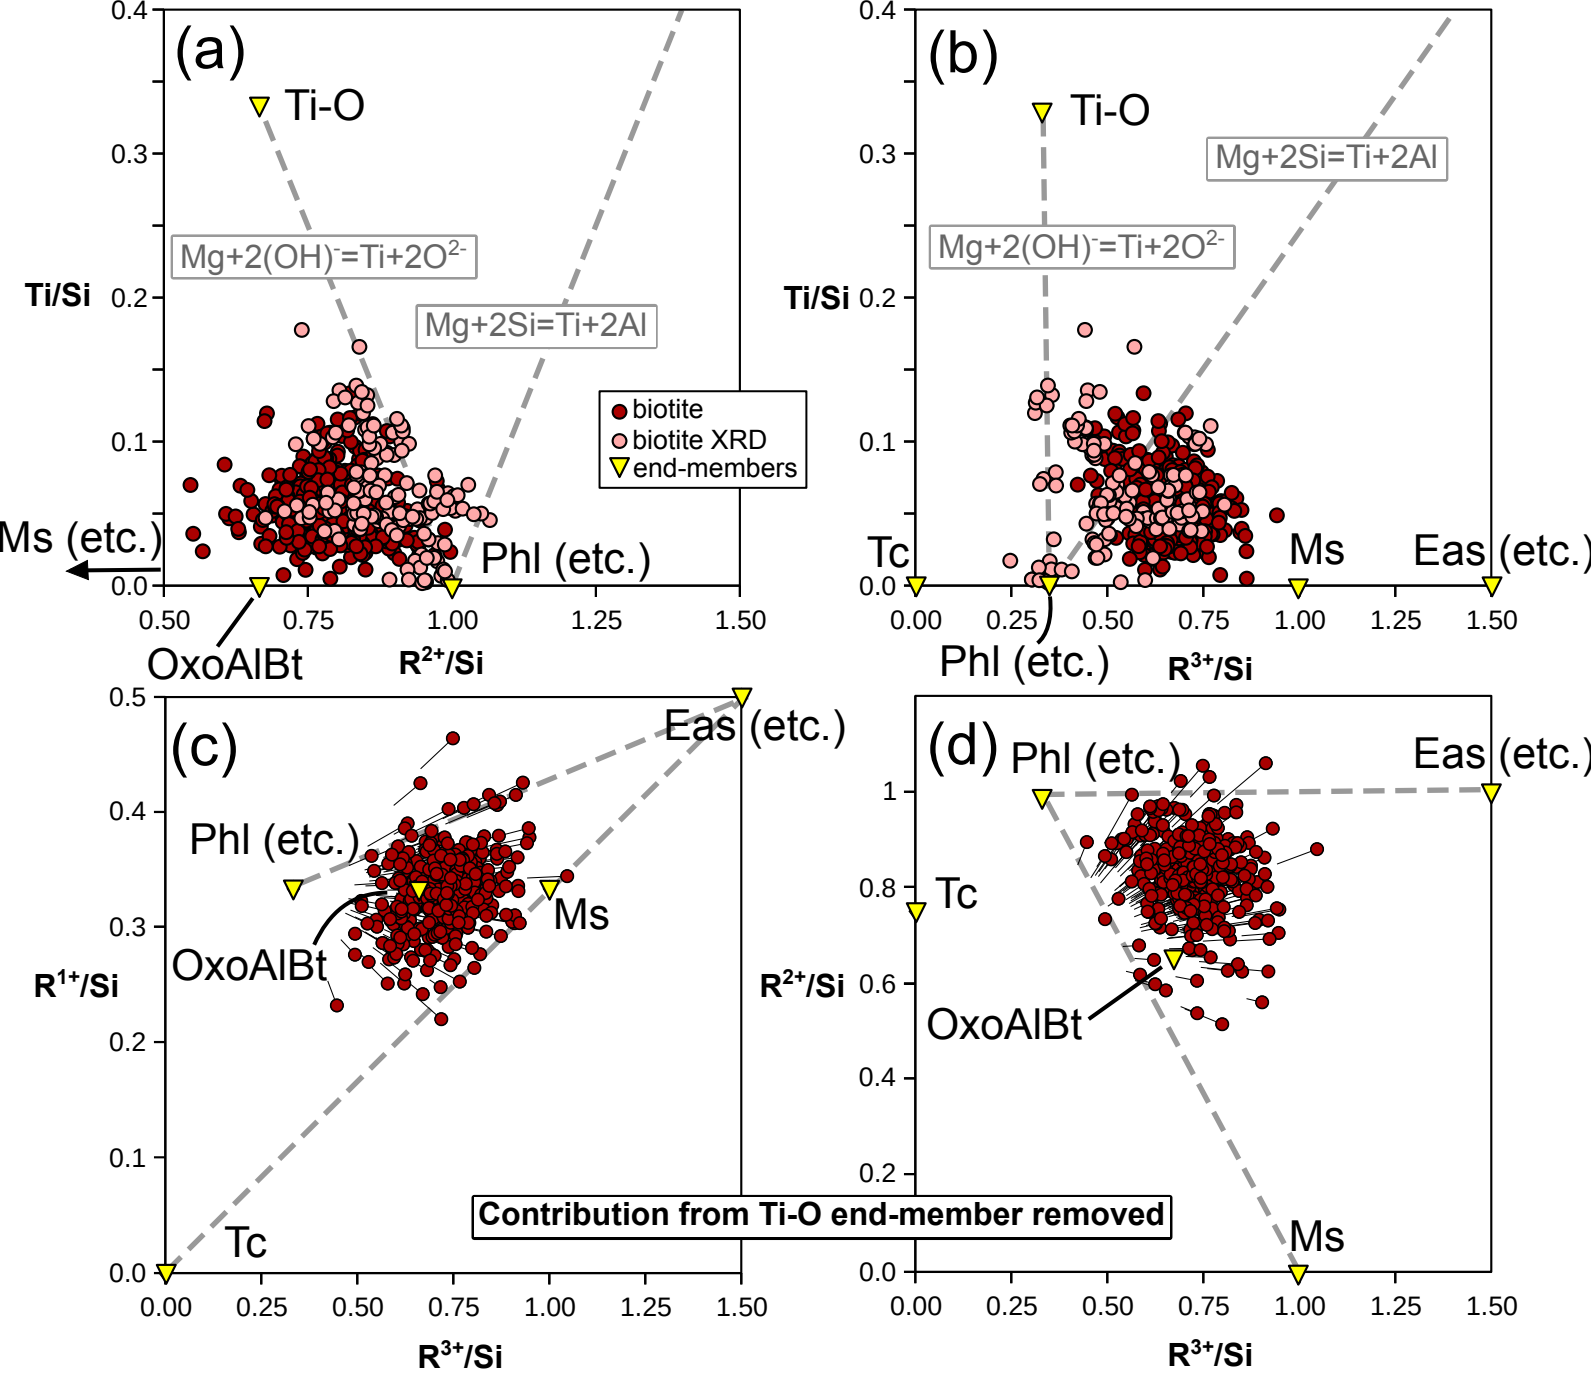 (a)
0.4
0.3
0.2
0.1
0.0
Ti/Si
Ti-O
Mg+2(OH)⁻=Ti+2O²⁻
Mg+2Si=Ti+2Al
biotite
biotite XRD
end-members
Ms (etc.)
Phl (etc.)
0.50
0.75
1.00
1.25
1.50
OxoAlBt
R²⁺/Si
(b)
0.4
0.3
0.2
0.1
0.0
Ti/Si
Ti-O
Mg+2Si=Ti+2Al
Mg+2(OH)⁻=Ti+2O²⁻
Tc
Ms
Eas (etc.)
0.00
0.25
0.50
0.75
1.00
1.25
1.50
Phl (etc.)
R³⁺/Si
(c)
0.5
0.4
0.3
0.2
0.1
0.0
R¹⁺/Si
Eas (etc.)
Phl (etc.)
Ms
OxoAlBt
Tc
0.00
0.25
0.50
0.75
1.00
1.25
1.50
R³⁺/Si
(d)
1
0.8
0.6
0.4
0.2
0.0
R²⁺/Si
Phl (etc.)
Eas (etc.)
Tc
OxoAlBt
Ms
0.00
0.25
0.50
0.75
1.00
1.25
1.50
R³⁺/Si
Contribution from Ti-O end-member removed